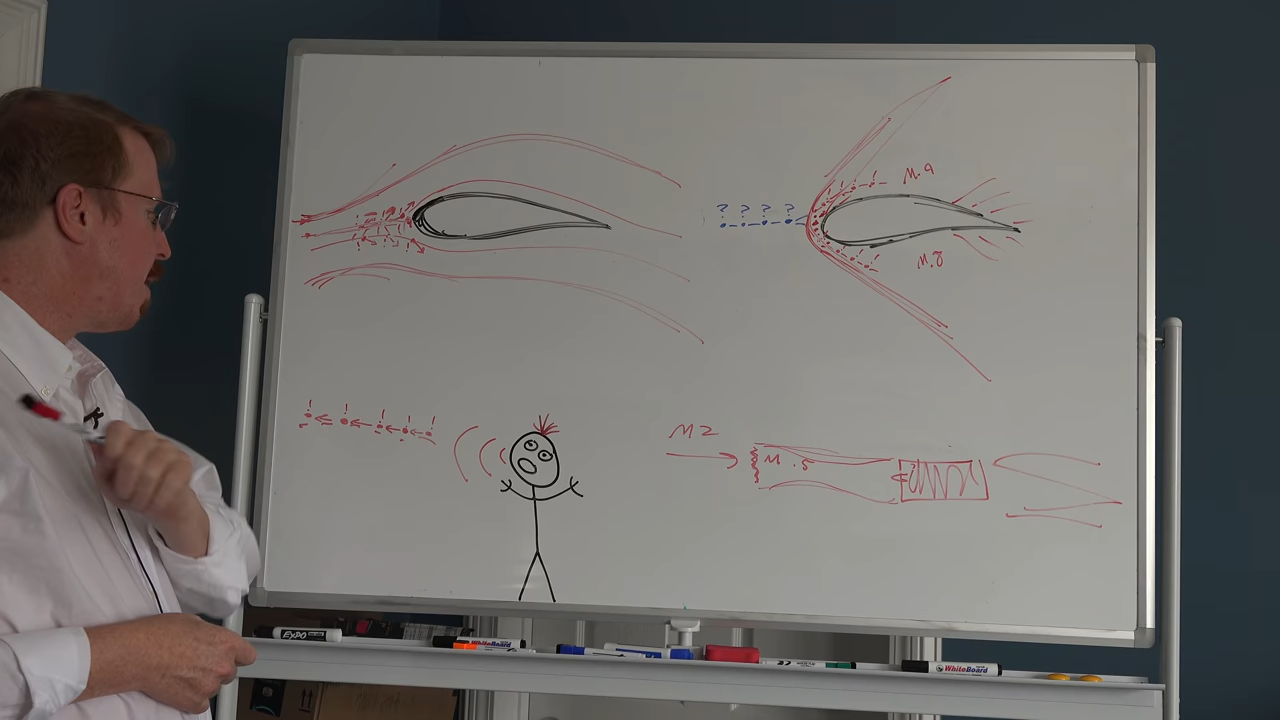 M.9
? ? ? ?
M.8
! ! ! ! !
M2
M.5
EXPO
WhiteBoard
WhiteBoard